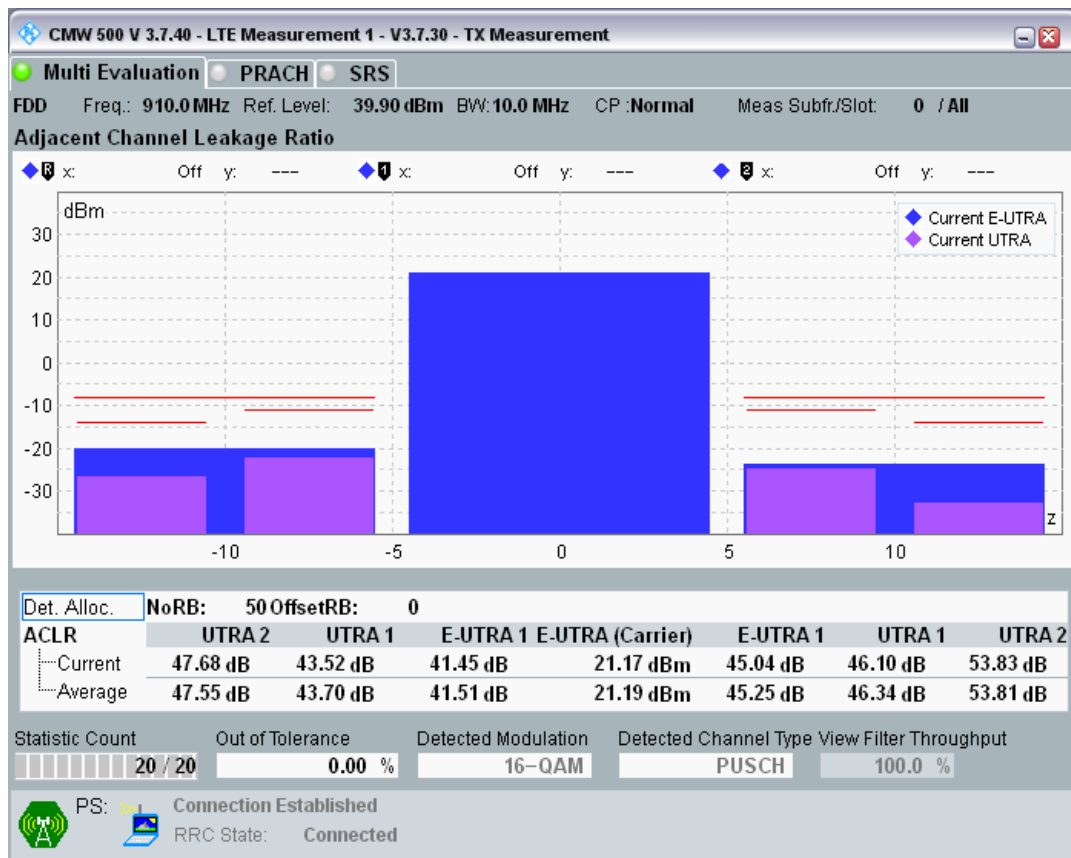 CMW 500 V 3.7.40 - LTE Measurement 1 - V3.7.30 - TX Measurement
Multi Evaluation PRACH SRS
FDD Freq.: 910.0 MHz Ref. Level: 39.90 dBm BW: 10.0 MHz CP :Normal Meas Subfr./Slot: 0 / All
Adjacent Channel Leakage Ratio
R x: Off y: --- 1 x: Off y: --- 2 x: Off y: ---
dBm
Current E-UTRA
Current UTRA
30
20
10
0
-10
-20
-30
z
-10 -5 0 5 10
Det. Alloc. NoRB: 50 OffsetRB: 0
ACLR UTRA 2 UTRA 1 E-UTRA 1 E-UTRA (Carrier) E-UTRA 1 UTRA 1 UTRA 2
Current 47.68 dB 43.52 dB 41.45 dB 21.17 dBm 45.04 dB 46.10 dB 53.83 dB
Average 47.55 dB 43.70 dB 41.51 dB 21.19 dBm 45.25 dB 46.34 dB 53.81 dB
Statistic Count Out of Tolerance Detected Modulation Detected Channel Type View Filter Throughput
20 / 20 0.00 % 16-QAM PUSCH 100.0 %
PS: Connection Established
RRC State: Connected